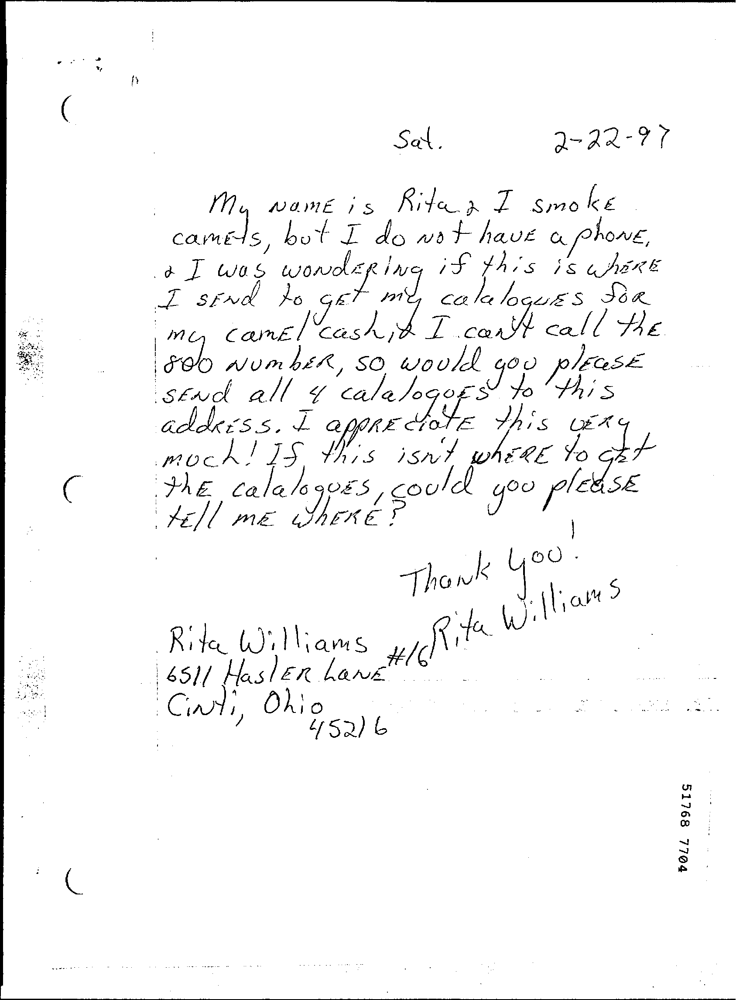 Sat. 2-22-97
My name is Rita & I smoke
camels, but I do not have a phone,
& I was wondering if this is where
I send to get my catalogues for
my camel cash, & I can't call the
800 number, so would you please
send all 4 catalogues to this
address. I appreciate this very
much! If this isn't where to get
the catalogues, could you please
tell me where?
Thank you!
Rita Williams
Rita Williams
6511 Hasler Lane #16
Cinti, Ohio
45216
51768 7704